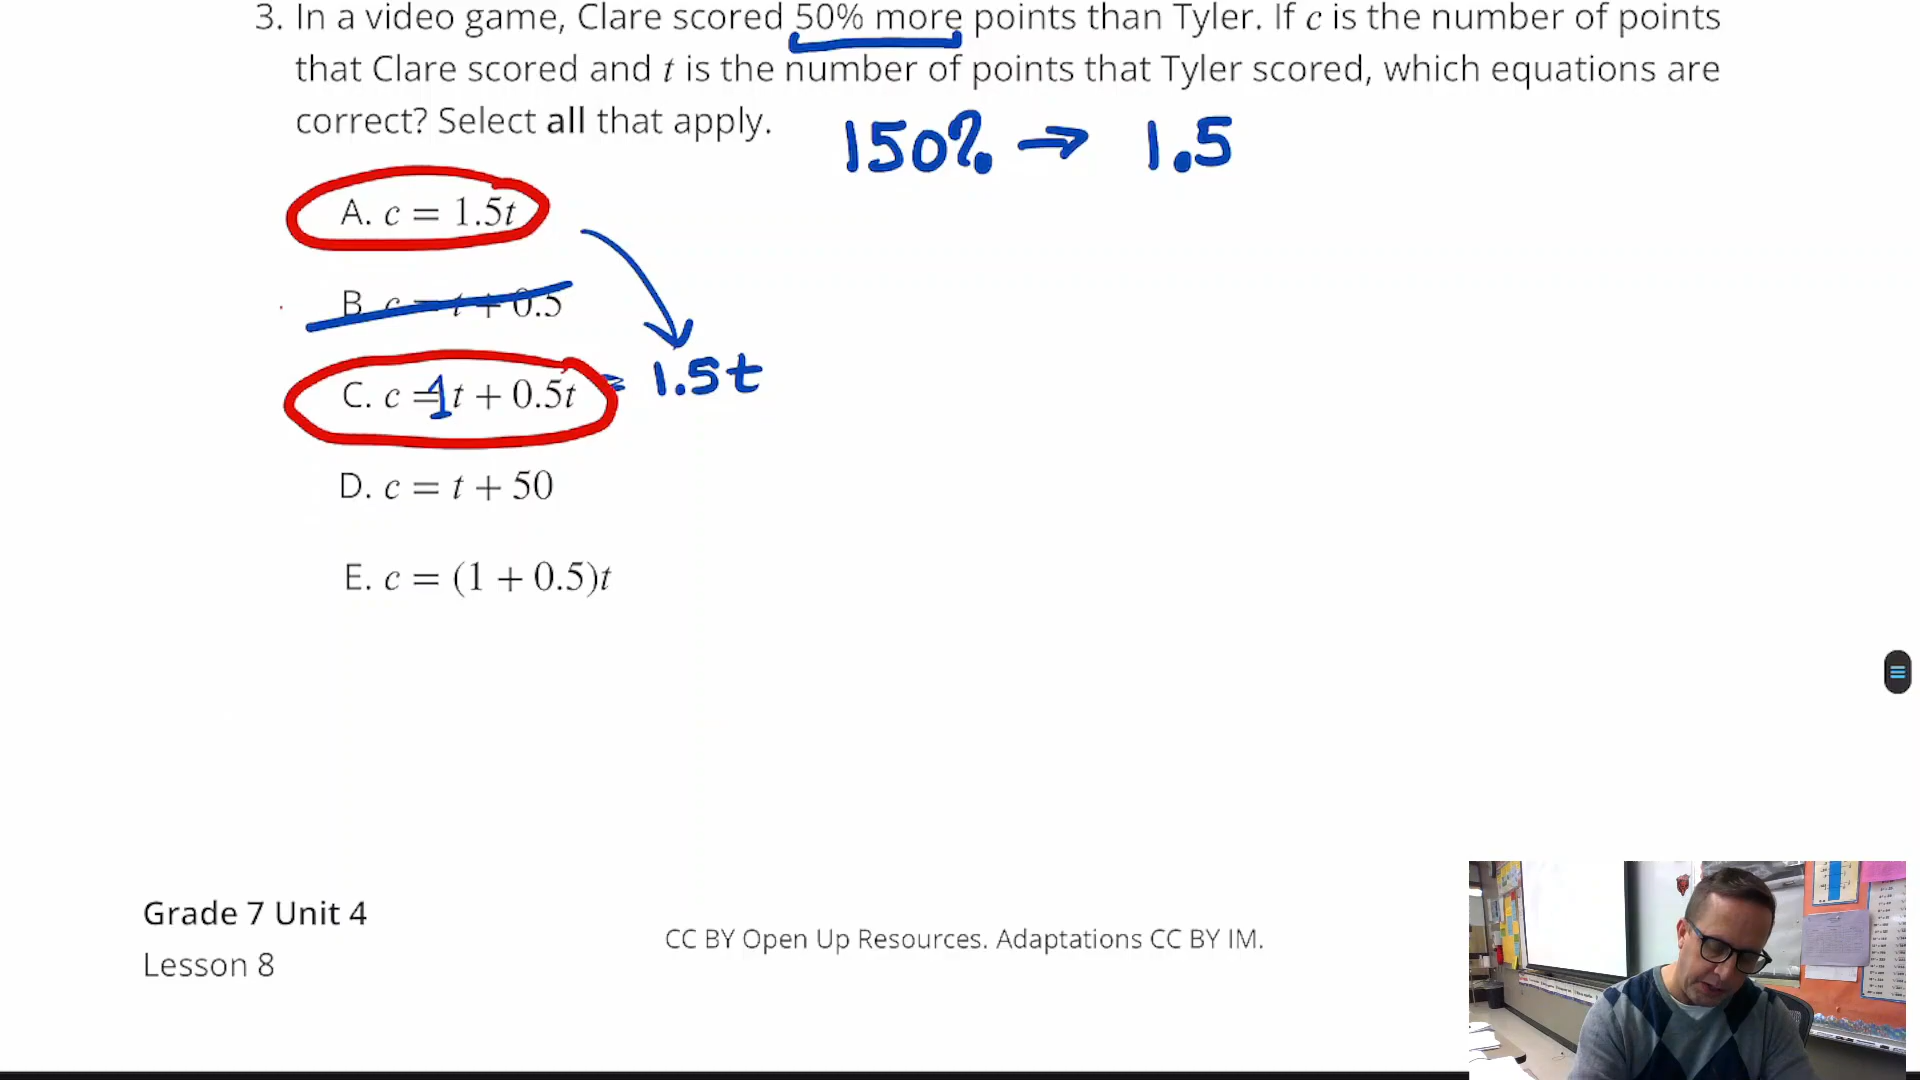 3. In a video game, Clare scored 50% more points than Tyler. If c is the number of points
that Clare scored and t is the number of points that Tyler scored, which equations are
correct? Select all that apply.
150% → 1.5
A. c = 1.5t
B. c = t + 0.5
C. c = 1t + 0.5t = 1.5t
D. c = t + 50
E. c = (1 + 0.5)t
Grade 7 Unit 4
Lesson 8
CC BY Open Up Resources. Adaptations CC BY IM.